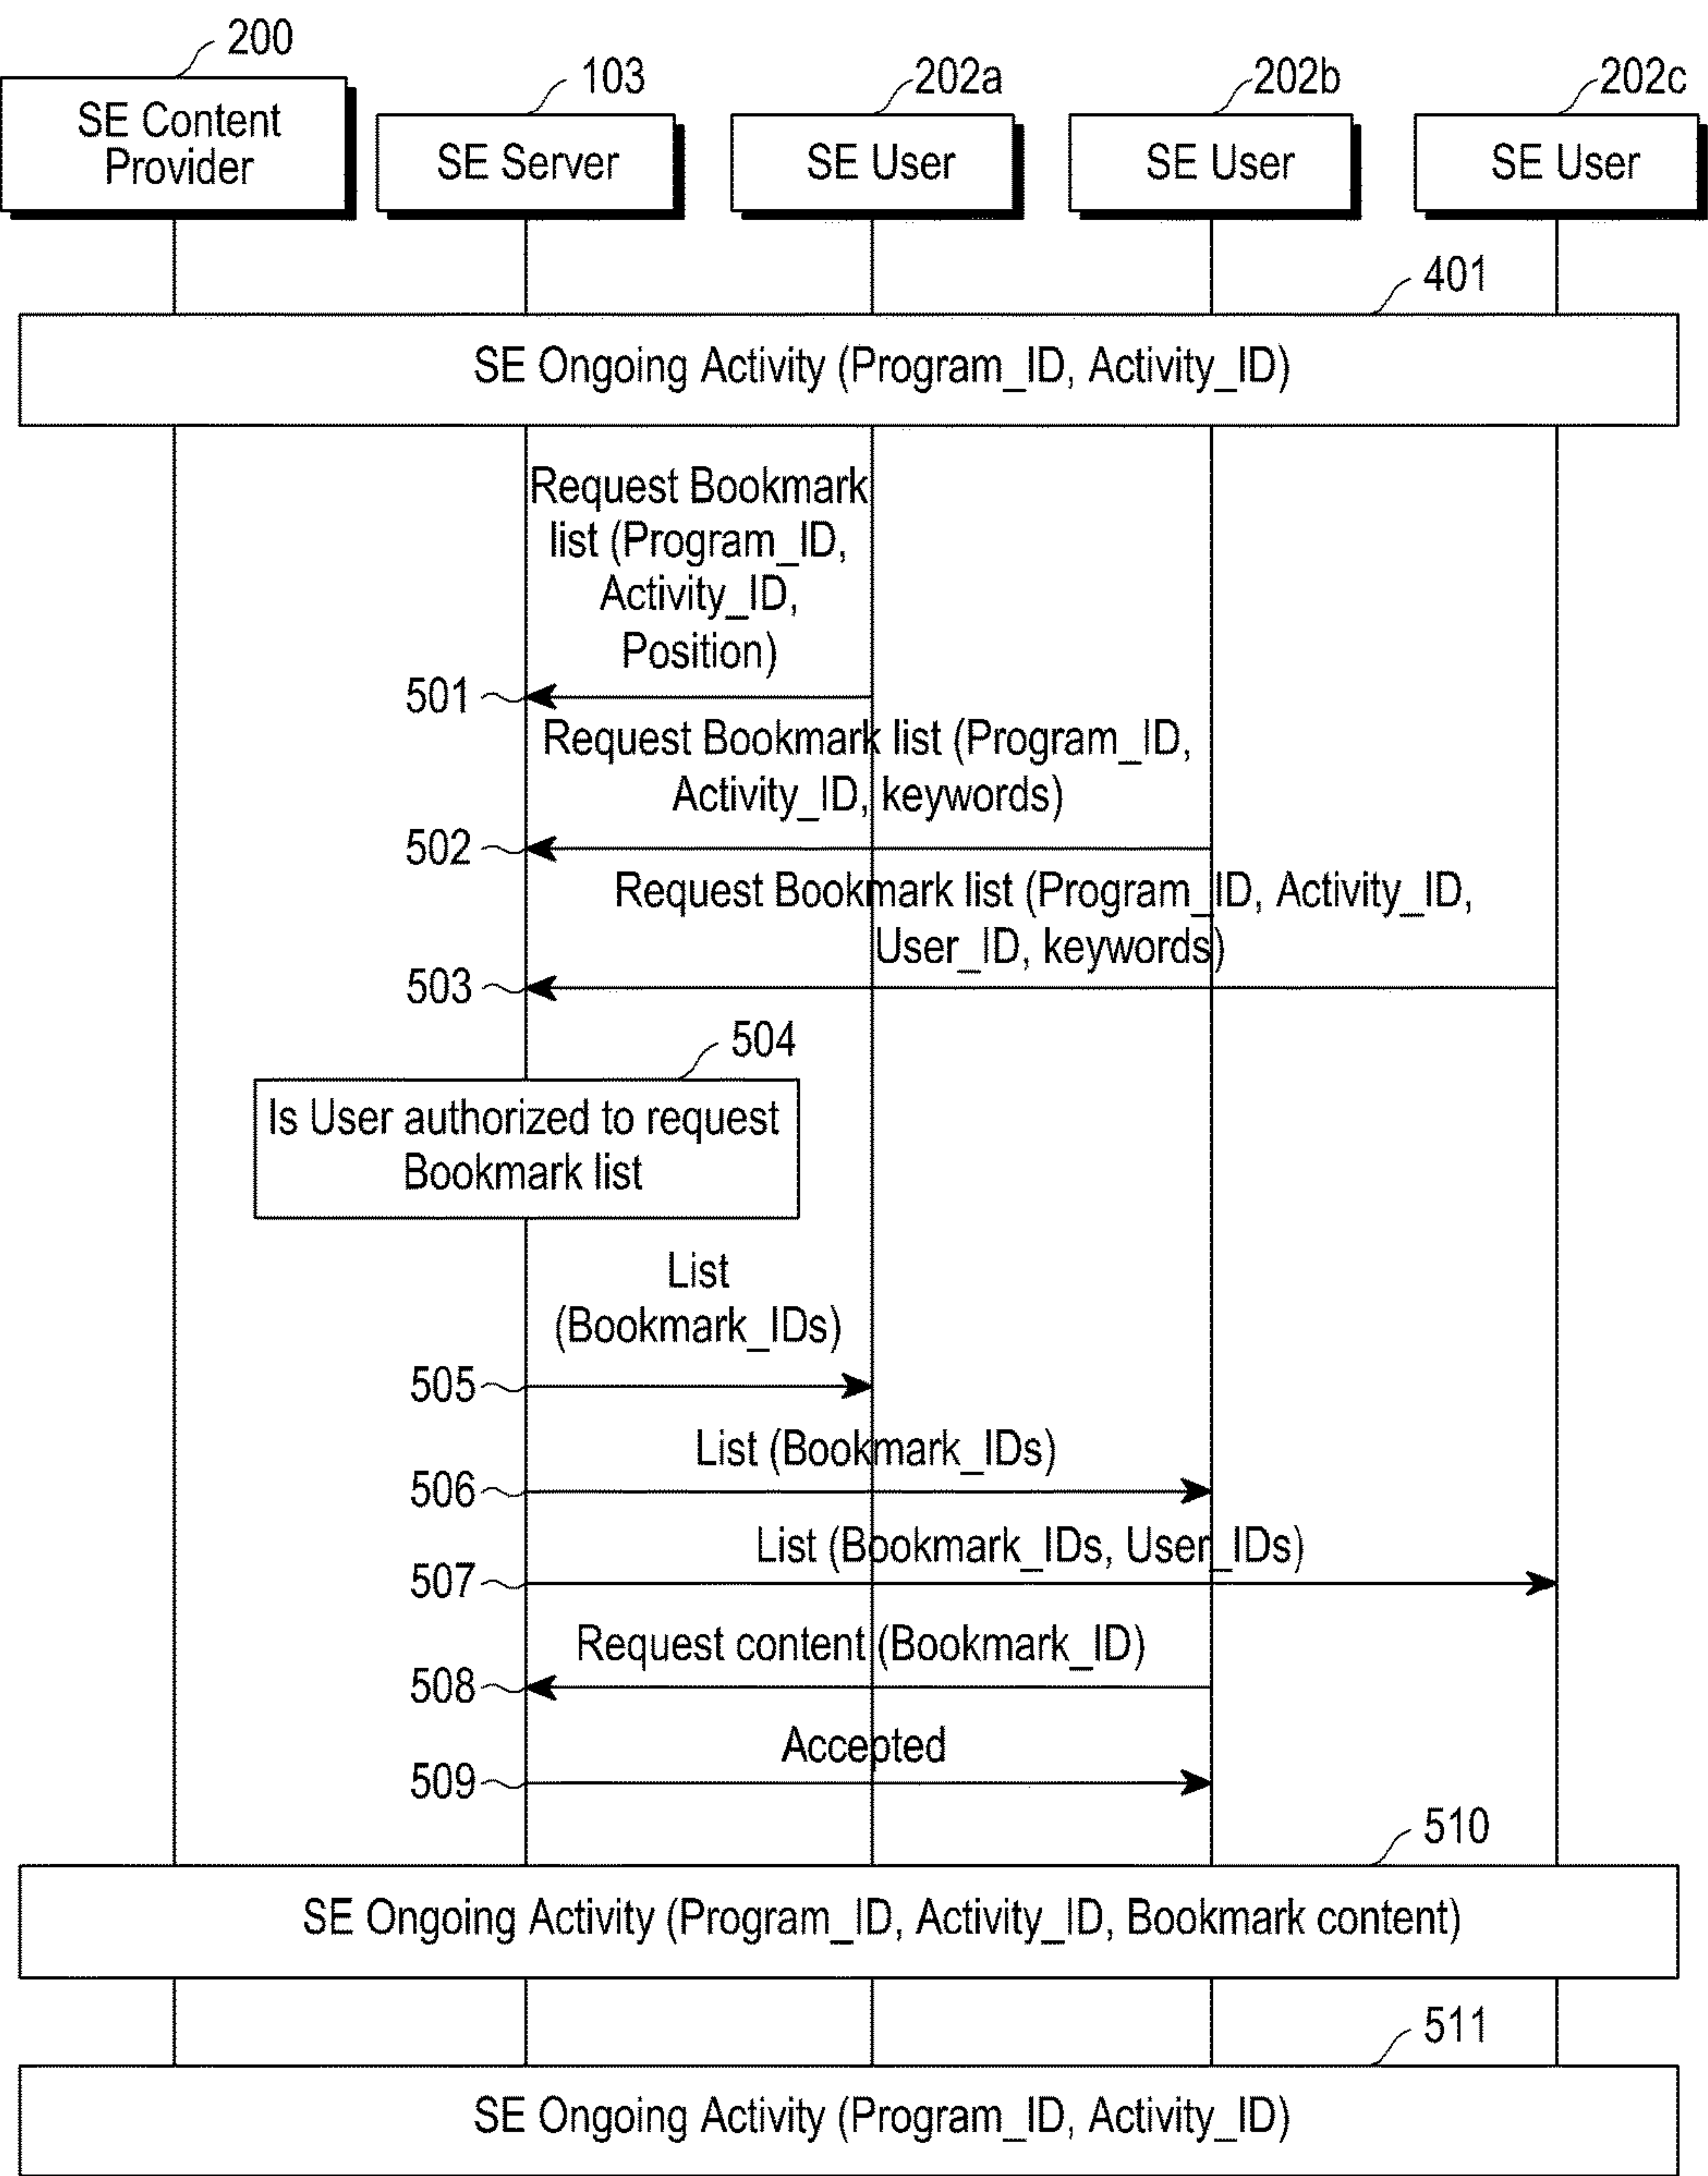 200
103
202a
202b
202c
SE Content
Provider
SE Server
SE User
SE User
SE User
401
SE Ongoing Activity (Program_ID, Activity_ID)
Request Bookmark
list (Program_ID,
Activity_ID,
Position)
501
Request Bookmark list (Program_ID,
Activity_ID, keywords)
502
Request Bookmark list (Program_ID, Activity_ID,
User_ID, keywords)
503
504
Is User authorized to request
Bookmark list
List
(Bookmark_IDs)
505
List (Bookmark_IDs)
506
List (Bookmark_IDs, User_IDs)
507
Request content (Bookmark_ID)
508
Accepted
509
510
SE Ongoing Activity (Program_ID, Activity_ID, Bookmark content)
511
SE Ongoing Activity (Program_ID, Activity_ID)